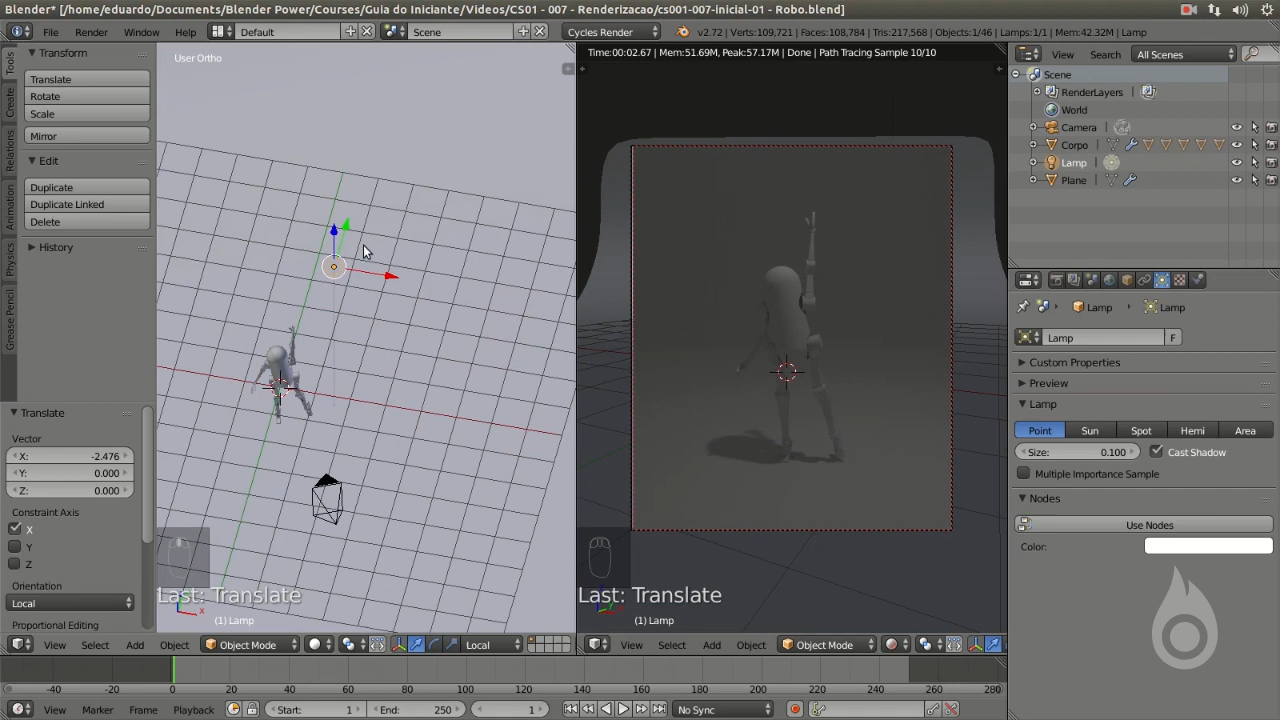 Blender* [/home/eduardo/Documents/Blender Power/Courses/Guia do Iniciante/Videos/CS01 - 007 - Renderizacao/cs001-007-inicial-01 - Robo.blend]
File Render Window Help Default Scene Cycles Render v2.72 | Verts:109,721 | Faces:108,784 | Tris:217,568 | Objects:1/46 | Lamps:1/1 | Mem:42.32M | Lamp
Tools
Create
Relations
Animation
Physics
Grease Pencil
Transform
Translate
Rotate
Scale
Mirror
Edit
Duplicate
Duplicate Linked
Delete
History
Translate
Vector
X: -2.476
Y: 0.000
Z: 0.000
Constraint Axis
X
Y
Z
Orientation
Local
Proportional Editing
User Ortho
Last: Translate
(1) Lamp
View Select Add Object Object Mode Local
Time:00:02.67 | Mem:51.69M, Peak:57.17M | Done | Path Tracing Sample 10/10
Last: Translate
(1) Lamp
View Select Add Object Object Mode
View Search All Scenes
Scene
RenderLayers
World
Camera
Corpo
Lamp
Plane
Lamp Lamp
Lamp F
Custom Properties
Preview
Lamp
Point Sun Spot Hemi Area
Size: 0.100 Cast Shadow
Multiple Importance Sample
Nodes
Use Nodes
Color:
-40 -20 0 20 40 60 80 100 120 140 160 180 200 220 240 260 280
View Marker Frame Playback Start: 1 End: 250 1 No Sync